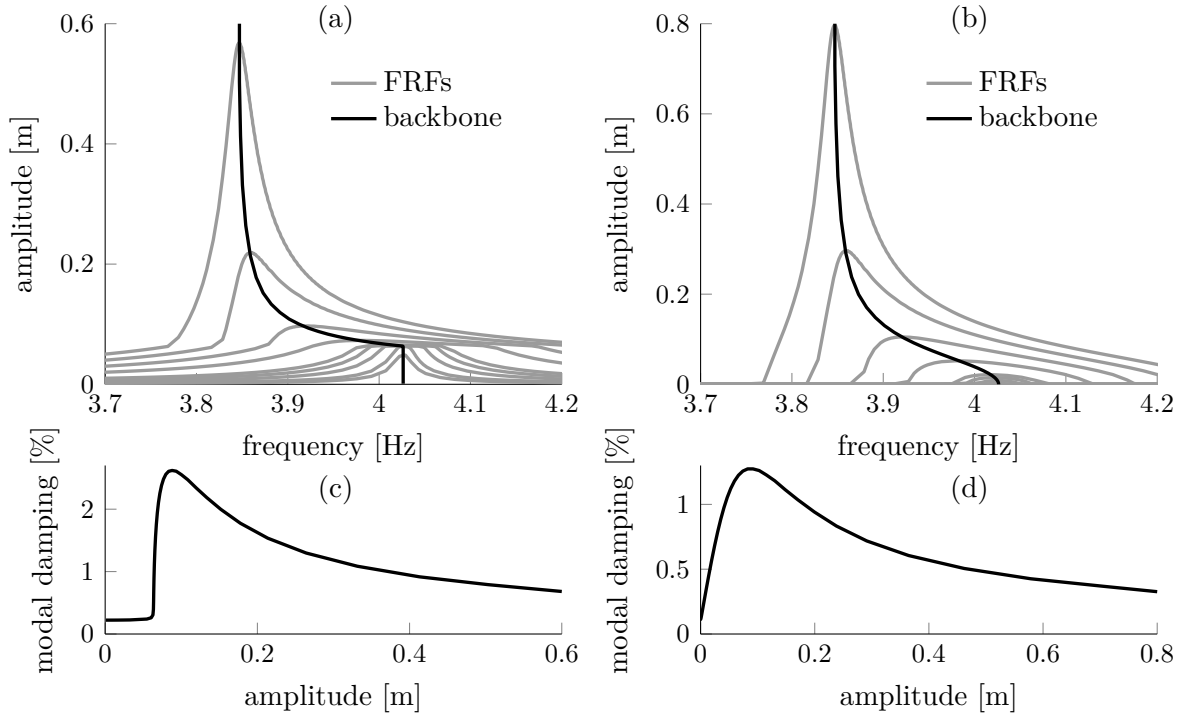 (a)
0.6
0.4
0.2
0
amplitude [m]
FRFs
backbone
3.7 3.8 3.9 4 4.1 4.2
frequency [Hz]
(b)
0.8
0.6
0.4
0.2
0
amplitude [m]
FRFs
backbone
3.7 3.8 3.9 4 4.1 4.2
frequency [Hz]
(c)
2
1
0
modal damping [%]
0 0.2 0.4 0.6
amplitude [m]
(d)
1
0.5
0
modal damping [%]
0 0.2 0.4 0.6 0.8
amplitude [m]